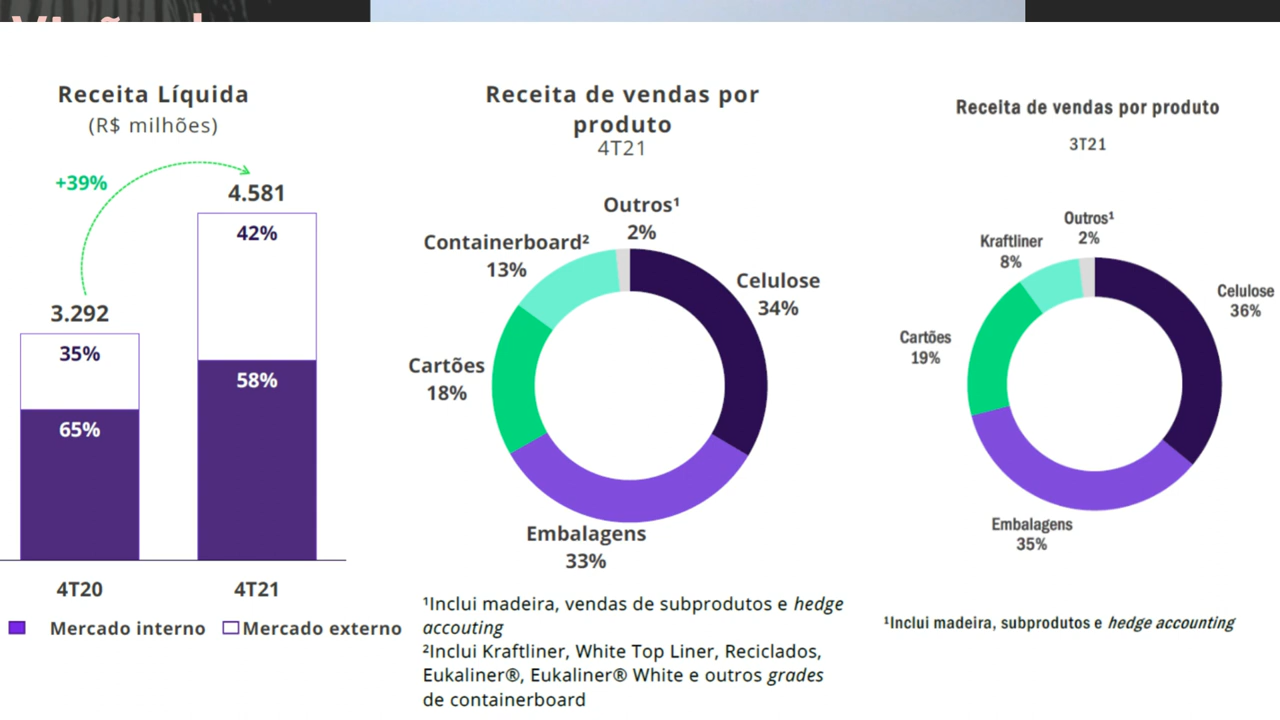 Receita Líquida
(R$ milhões)
+39%
4.581
42%
3.292
35%
58%
65%
4T20
4T21
Mercado interno
Mercado externo
Receita de vendas por
produto
4T21
Outros¹
2%
Containerboard²
13%
Celulose
34%
Cartões
18%
Embalagens
33%
¹Inclui madeira, vendas de subprodutos e hedge
accouting
²Inclui Kraftliner, White Top Liner, Reciclados,
Eukaliner®, Eukaliner® White e outros grades
de containerboard
Receita de vendas por produto
3T21
Outros¹
2%
Kraftliner
8%
Celulose
36%
Cartões
19%
Embalagens
35%
¹Inclui madeira, subprodutos e hedge accounting